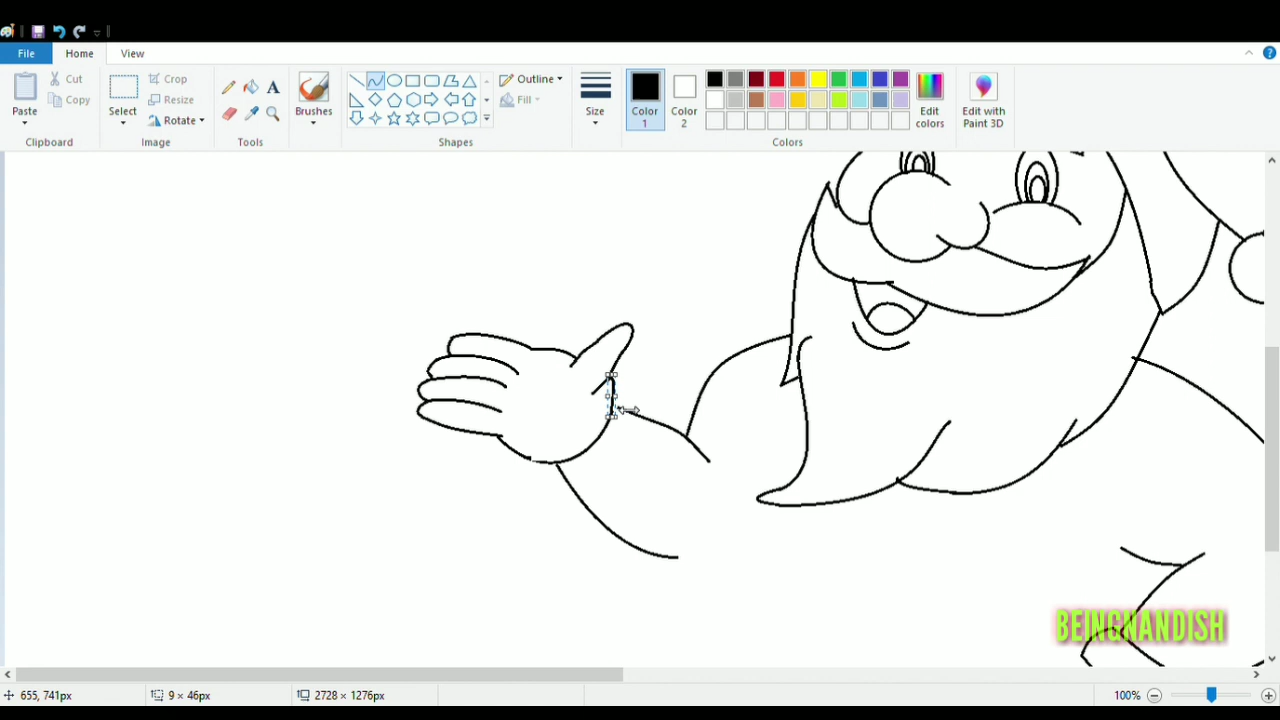 File Home View
Paste Cut Copy Clipboard
Select Crop Resize Rotate Image
Tools
Brushes
Outline Fill Shapes
Size
Color 1 Color 2 Edit colors Colors
Edit with Paint 3D
BEINGNANDISH
655, 741px 9 × 46px 2728 × 1276px 100%